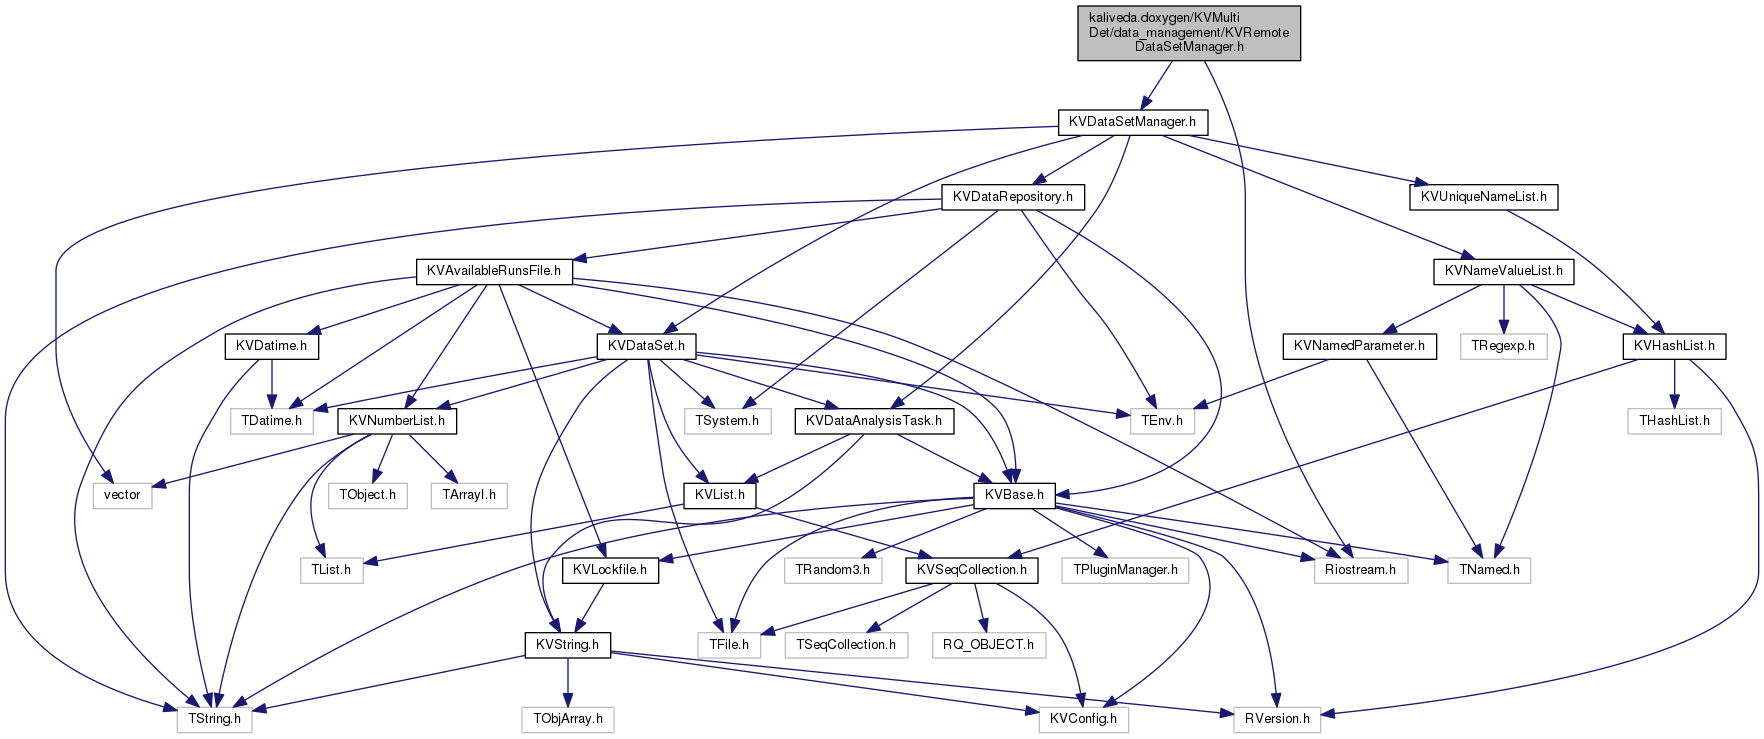 kaliveda.doxygen/KVMulti
Det/data_management/KVRemote
DataSetManager.h
KVDataSetManager.h
KVDataRepository.h
KVUniqueNameList.h
KVAvailableRunsFile.h
KVNameValueList.h
KVDatime.h
KVDataSet.h
KVNamedParameter.h
TRegexp.h
KVHashList.h
TDatime.h
KVNumberList.h
TSystem.h
KVDataAnalysisTask.h
TEnv.h
THashList.h
vector
TObject.h
TArrayI.h
KVList.h
KVBase.h
TList.h
KVLockfile.h
TRandom3.h
KVSeqCollection.h
TPluginManager.h
Riostream.h
TNamed.h
KVString.h
TFile.h
TSeqCollection.h
RQ_OBJECT.h
TString.h
TObjArray.h
KVConfig.h
RVersion.h